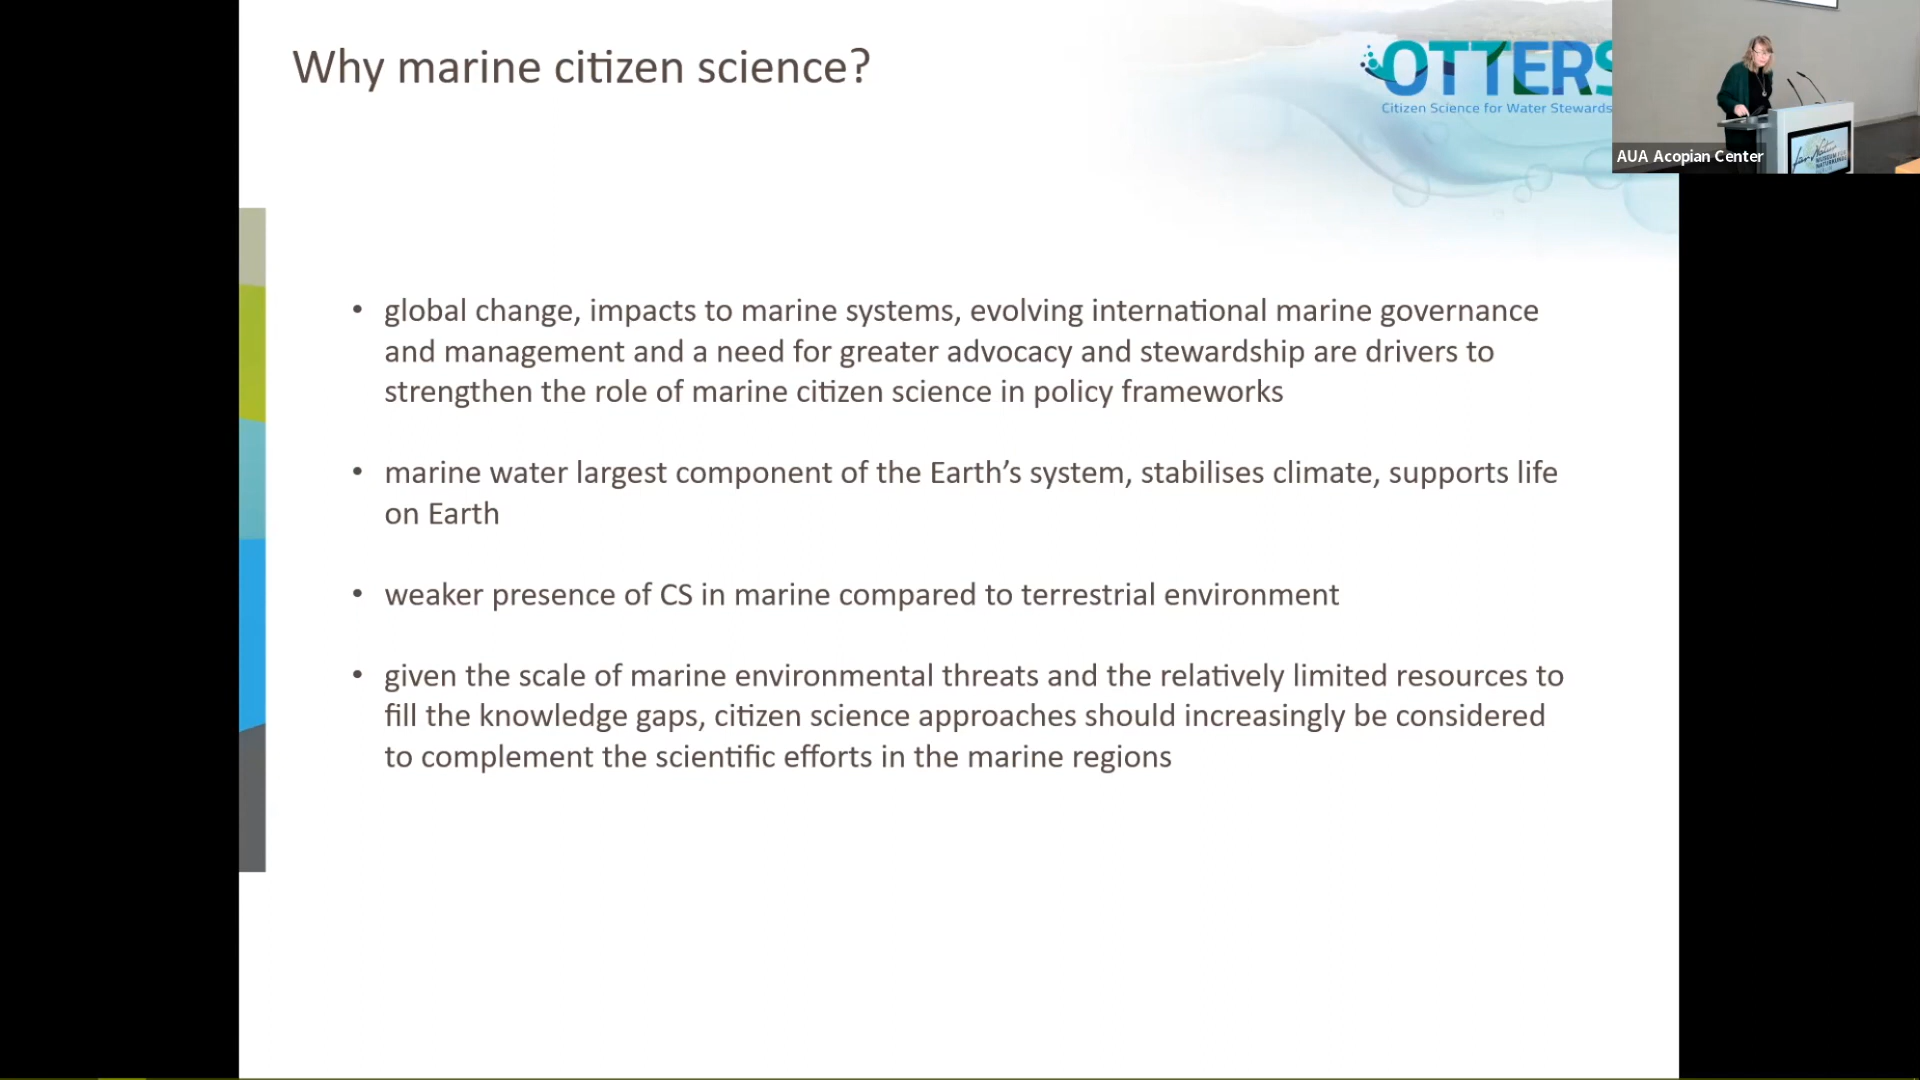 Why marine citizen science?
OTTERS
Citizen Science for Water Stewards
AUA Acopian Center
für Natur
MUSEUM FÜR
NATURKUNDE
• global change, impacts to marine systems, evolving international marine governance
and management and a need for greater advocacy and stewardship are drivers to
strengthen the role of marine citizen science in policy frameworks
• marine water largest component of the Earth’s system, stabilises climate, supports life
on Earth
• weaker presence of CS in marine compared to terrestrial environment
• given the scale of marine environmental threats and the relatively limited resources to
fill the knowledge gaps, citizen science approaches should increasingly be considered
to complement the scientific efforts in the marine regions